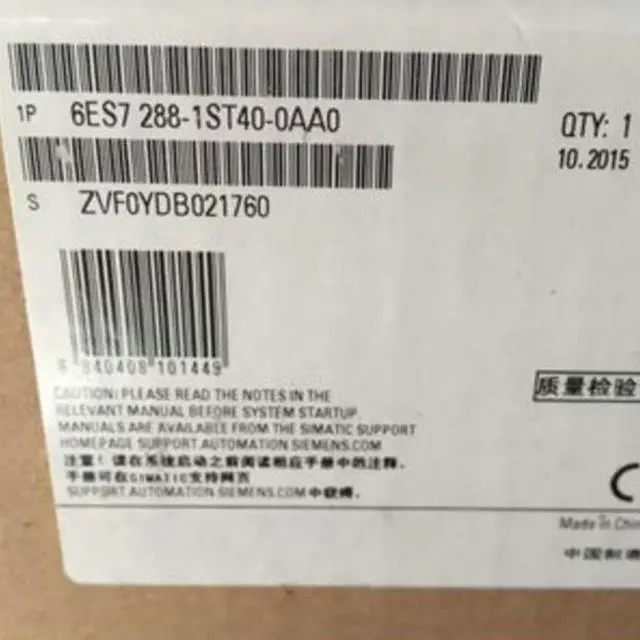 1P 6ES7 288-1ST40-0AA0
QTY: 1
10.2015
S ZVF0YDB021760
6 940408 101449
CAUTION: PLEASE READ THE NOTES IN THE
RELEVANT MANUAL BEFORE SYSTEM STARTUP.
MANUALS ARE AVAILABLE FROM THE SIMATIC SUPPORT
HOMEPAGE SUPPORT.AUTOMATION.SIEMENS.COM
质量检验
注意！请在系统启动之前阅读相应手册中的注释.
手册可在SIMATIC支持网页
SUPPORT.AUTOMATION.SIEMENS.COM 中获得.
Made in Chin
中国制造